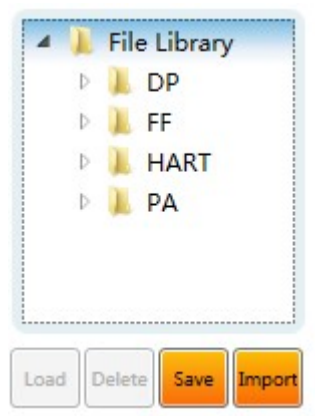 File Library
DP
FF
HART
PA
Load Delete Save Import